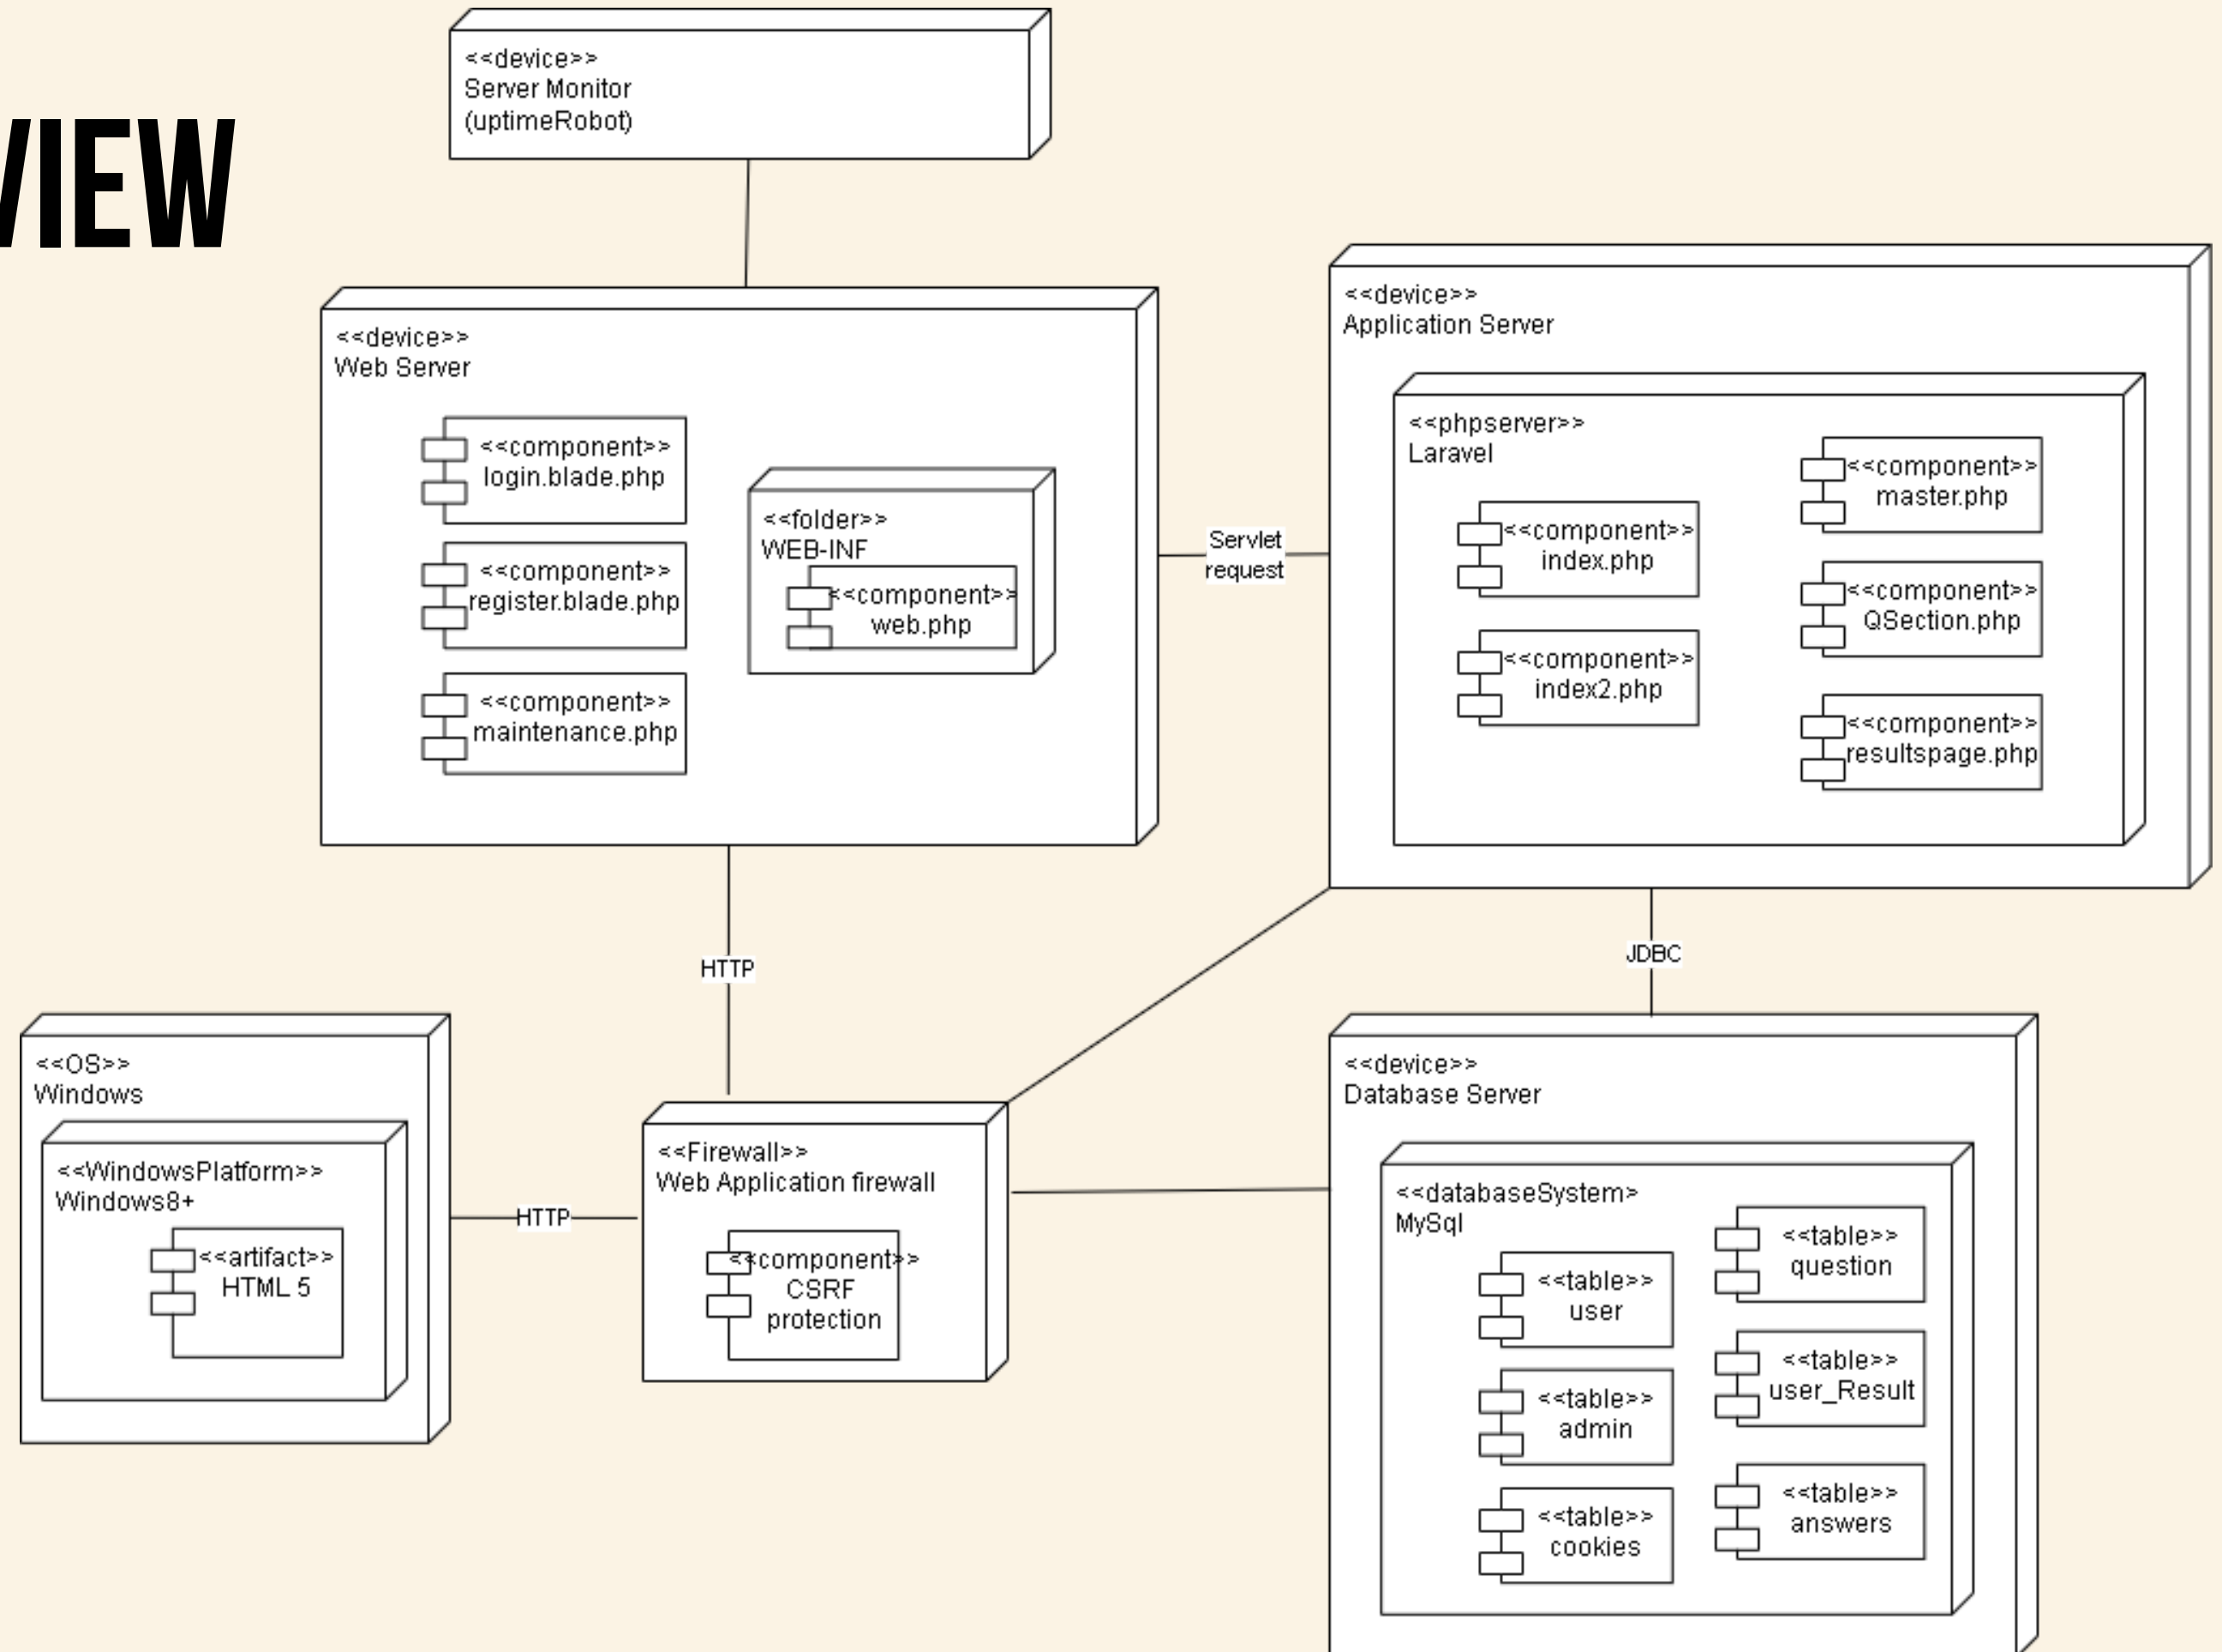 <<device>>
Server Monitor
(uptimeRobot)
VIEW
<<device>>
Web Server
<<component>>
login.blade.php
<<component>>
register.blade.php
<<component>>
maintenance.php
<<folder>>
WEB-INF
<<component>>
web.php
Servlet
request
<<device>>
Application Server
<<phpserver>>
Laravel
<<component>>
index.php
<<component>>
index2.php
<<component>>
master.php
<<component>>
QSection.php
<<component>>
resultspage.php
HTTP
JDBC
<<OS>>
Windows
<<WindowsPlatform>>
Windows8+
<<artifact>>
HTML 5
HTTP
<<Firewall>>
Web Application firewall
<<component>>
CSRF
protection
<<device>>
Database Server
<<databaseSystem>
MySql
<<table>>
user
<<table>>
admin
<<table>>
cookies
<<table>>
question
<<table>>
user_Result
<<table>>
answers